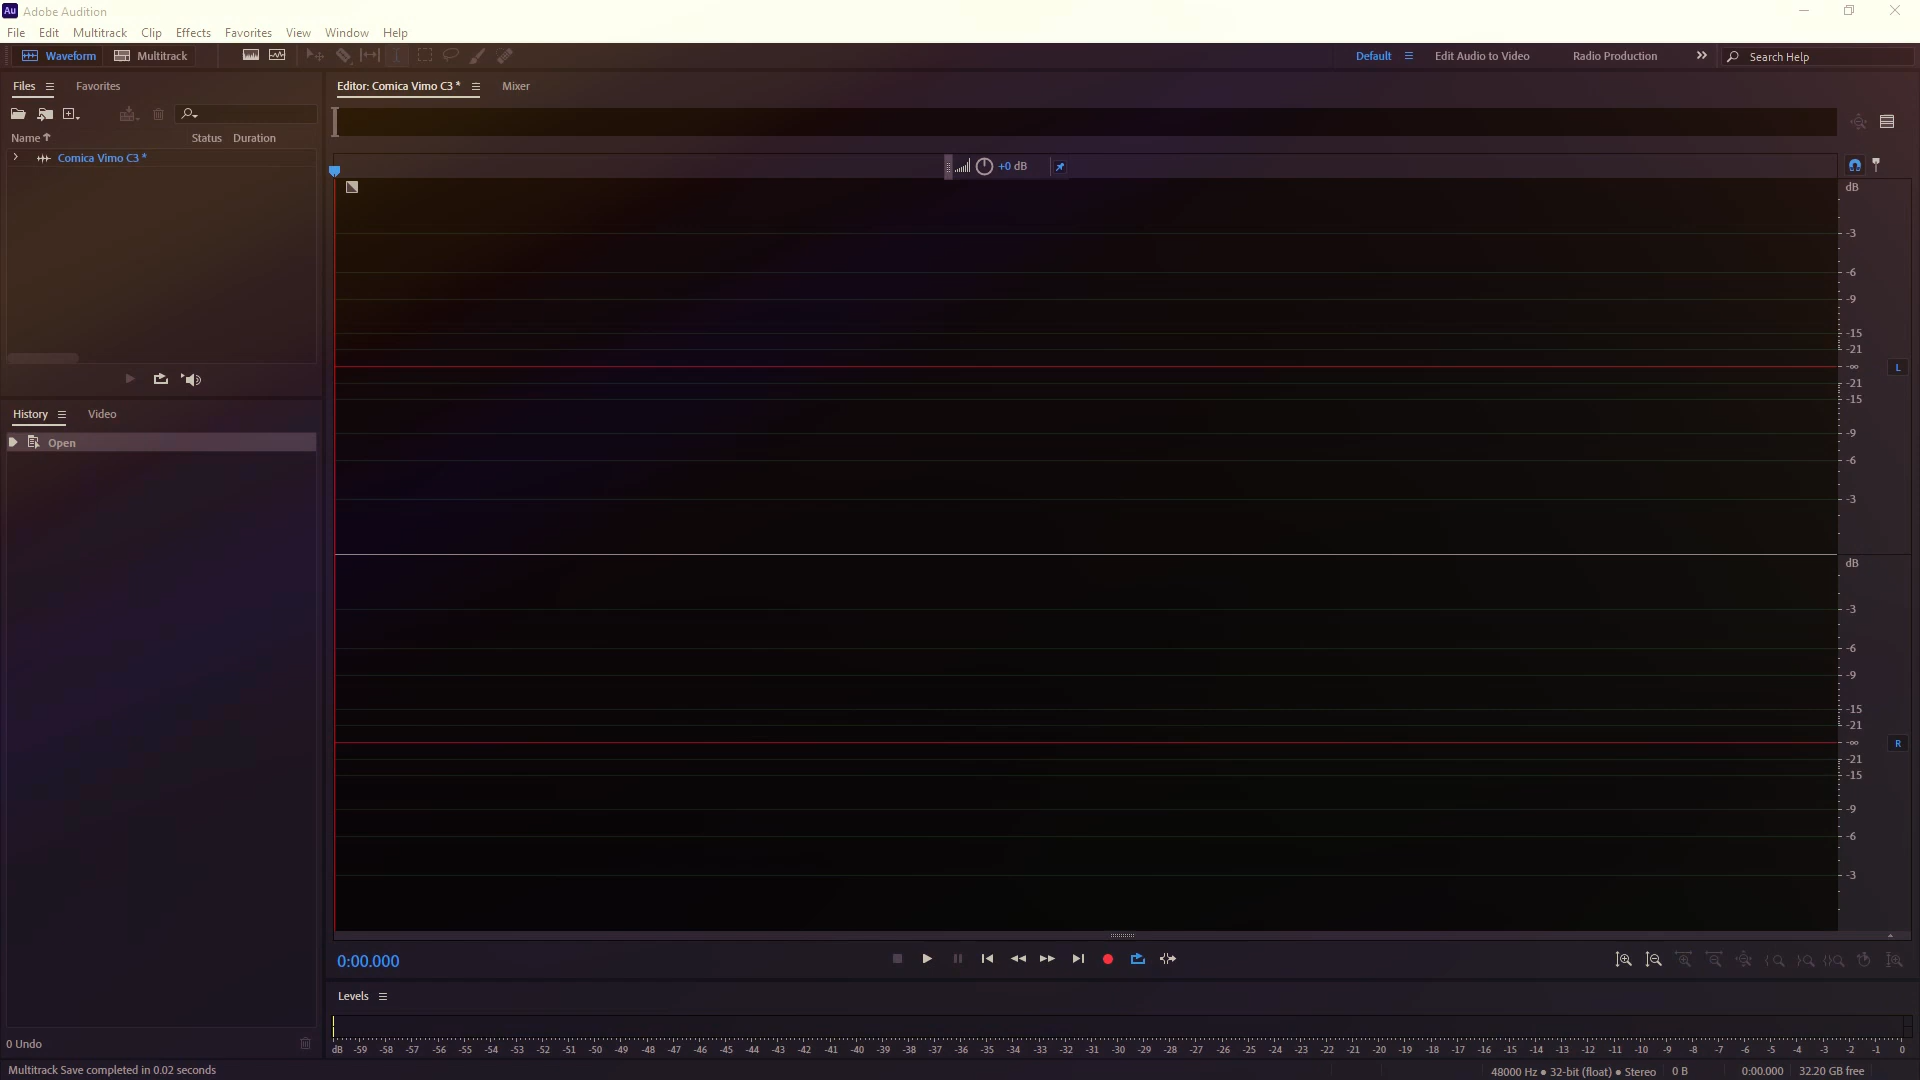 Au Adobe Audition
File Edit Multitrack Clip Effects Favorites View Window Help
Waveform Multitrack Default Edit Audio to Video Radio Production Search Help
Files Favorites
Name Status Duration
Comica Vimo C3 *
History Video
Open
0 Undo
Editor: Comica Vimo C3 * Mixer
+0 dB
dB
-3
-6
-9
-15
-21
-∞ L
-21
-15
-9
-6
-3
dB
-3
-6
-9
-15
-21
-∞ R
-21
-15
-9
-6
-3
0:00.000
Levels
dB -59 -58 -57 -56 -55 -54 -53 -52 -51 -50 -49 -48 -47 -46 -45 -44 -43 -42 -41 -40 -39 -38 -37 -36 -35 -34 -33 -32 -31 -30 -29 -28 -27 -26 -25 -24 -23 -22 -21 -20 -19 -18 -17 -16 -15 -14 -13 -12 -11 -10 -9 -8 -7 -6 -5 -4 -3 -2 -1 0
Multitrack Save completed in 0.02 seconds 48000 Hz ● 32-bit (float) ● Stereo 0 B 0:00.000 32.20 GB free